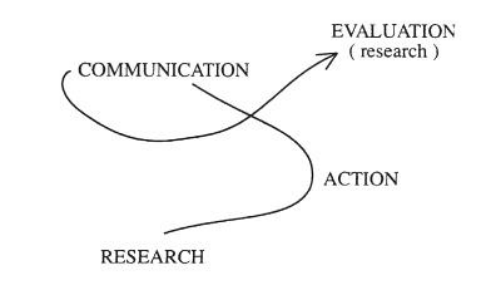 EVALUATION
( research )
COMMUNICATION
ACTION
RESEARCH